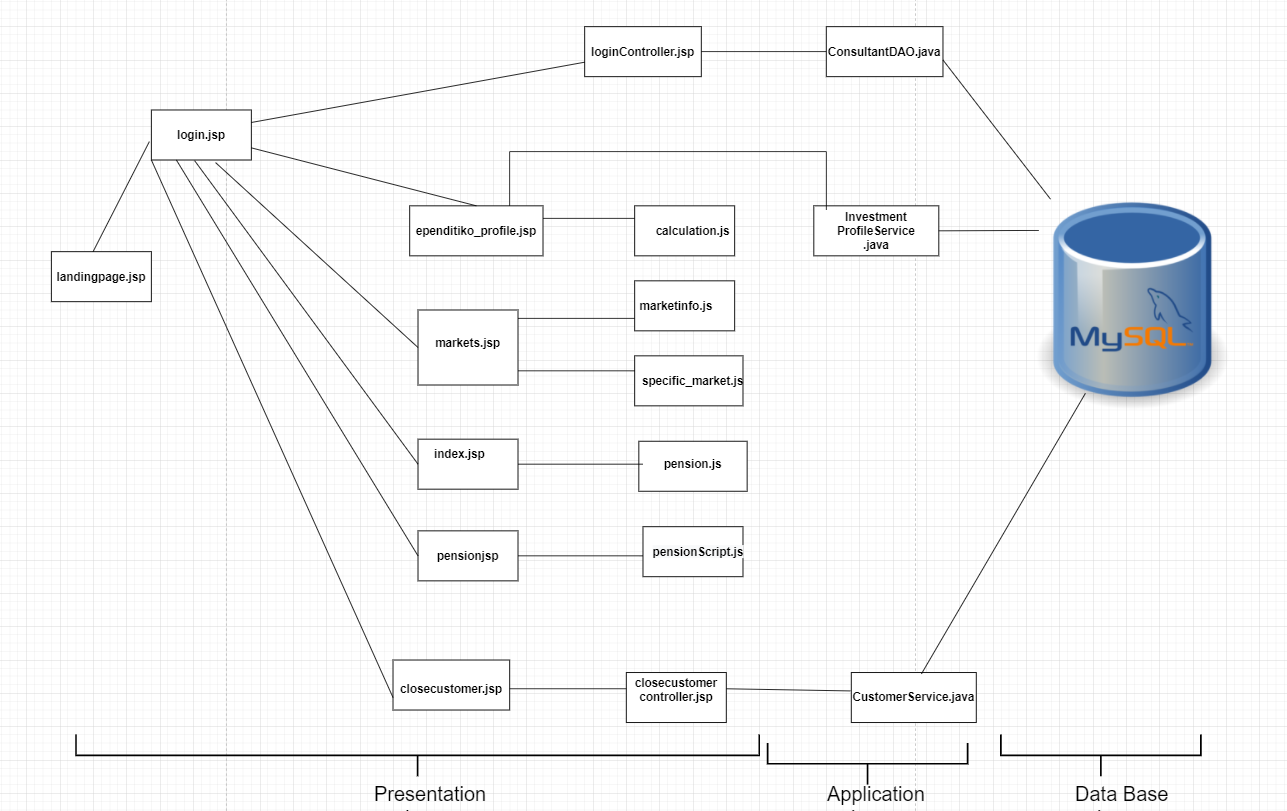 loginController.jsp
ConsultantDAO.java
login.jsp
ependitiko_profile.jsp
calculation.js
Investment
ProfileService
.java
landingpage.jsp
marketinfo.js
markets.jsp
MySQL
specific_market.js
index.jsp
pension.js
pensionjsp
pensionScript.js
closecustomer.jsp
closecustomer
controller.jsp
CustomerService.java
Presentation
Application
Data Base